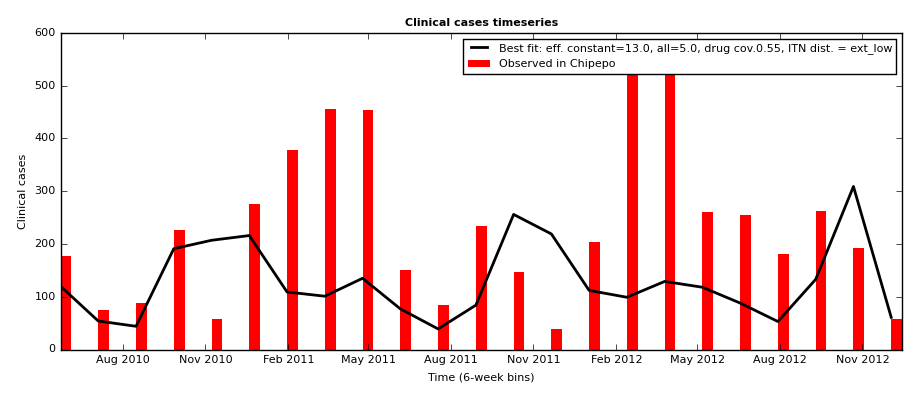 Clinical cases timeseries
Best fit: eff. constant=13.0, all=5.0, drug cov.0.55, ITN dist. = ext_low
Observed in Chipepo
Clinical cases
600
500
400
300
200
100
0
Aug 2010 Nov 2010 Feb 2011 May 2011 Aug 2011 Nov 2011 Feb 2012 May 2012 Aug 2012 Nov 2012
Time (6-week bins)